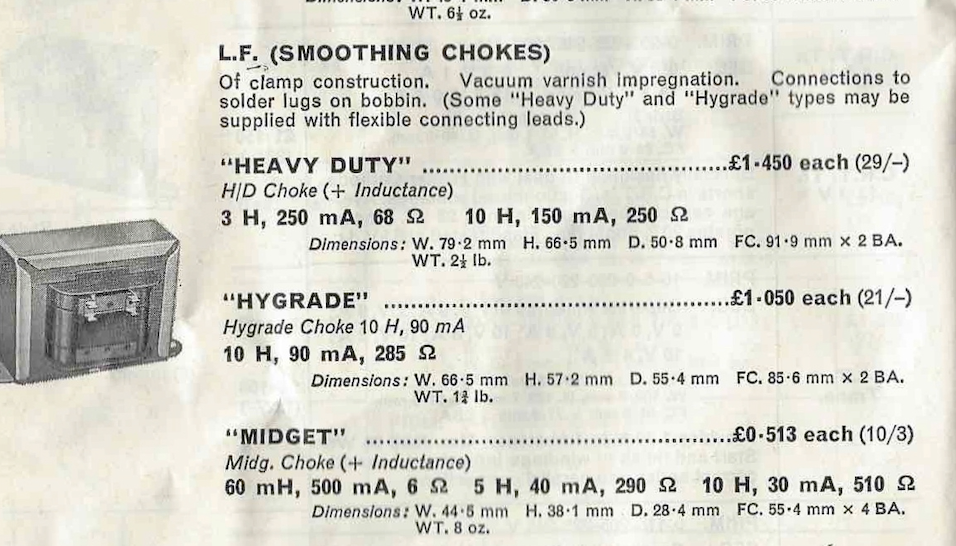 WT. 6½ oz.
L.F. (SMOOTHING CHOKES)
Of clamp construction. Vacuum varnish impregnation. Connections to
solder lugs on bobbin. (Some "Heavy Duty" and "Hygrade" types may be
supplied with flexible connecting leads.)
"HEAVY DUTY" ........................................£1·450 each (29/–)
H/D Choke (+ Inductance)
3 H, 250 mA, 68 Ω 10 H, 150 mA, 250 Ω
Dimensions: W. 79·2 mm H. 66·5 mm D. 50·8 mm FC. 91·9 mm × 2 BA.
WT. 2½ lb.
"HYGRADE" .............................................£1·050 each (21/–)
Hygrade Choke 10 H, 90 mA
10 H, 90 mA, 285 Ω
Dimensions: W. 66·5 mm H. 57·2 mm D. 55·4 mm FC. 85·6 mm × 2 BA.
WT. 1¾ lb.
"MIDGET" ................................................£0·513 each (10/3)
Midg. Choke (+ Inductance)
60 mH, 500 mA, 6 Ω 5 H, 40 mA, 290 Ω 10 H, 30 mA, 510 Ω
Dimensions: W. 44·5 mm H. 38·1 mm D. 28·4 mm FC. 55·4 mm × 4 BA.
WT. 8 oz.